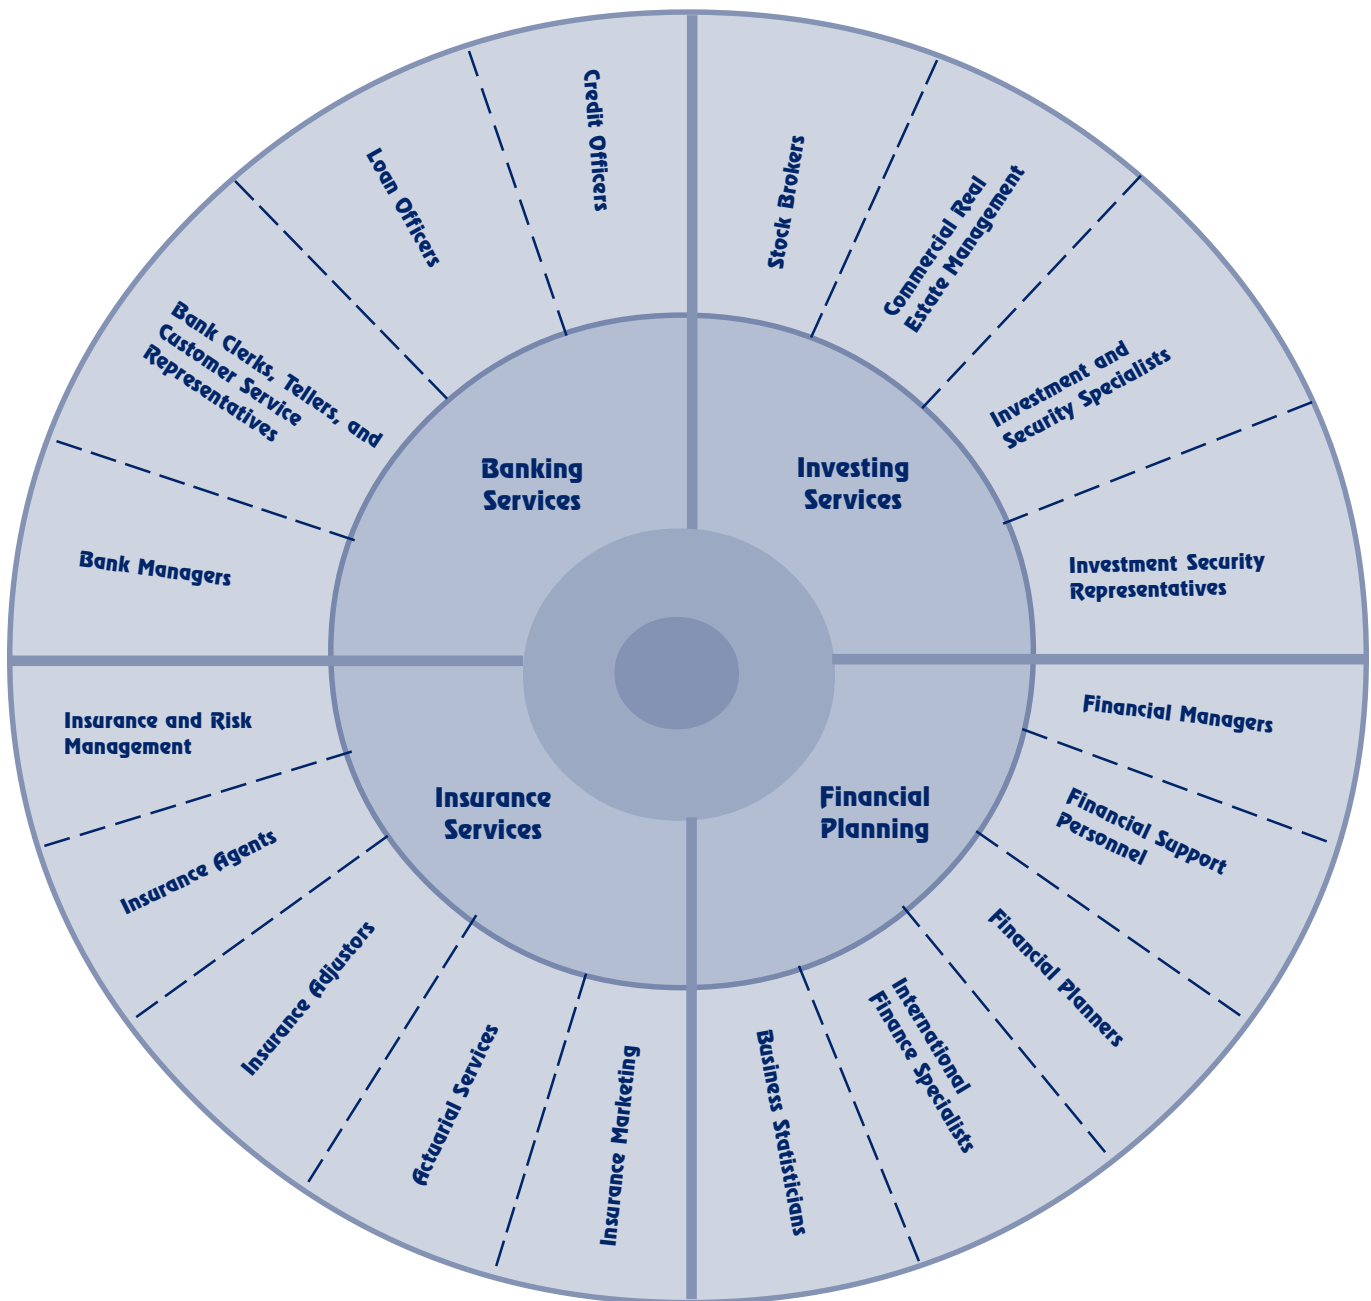 Credit Officers
Loan Officers
Bank Clerks, Tellers, and
Customer Service
Representatives
Bank Managers
Banking
Services
Stock Brokers
Commercial Real
Estate Management
Investment and
Security Specialists
Investment Security
Representatives
Investing
Services
Insurance and Risk
Management
Insurance Agents
Insurance Adjustors
Actuarial Services
Insurance Marketing
Insurance
Services
Financial Managers
Financial Support
Personnel
Financial Planners
International
Finance Specialists
Business Statisticians
Financial
Planning